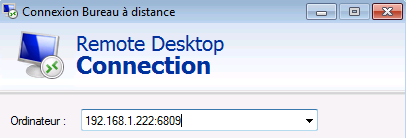 Connexion Bureau à distance
Remote Desktop
Connection
Ordinateur : 192.168.1.222:6809